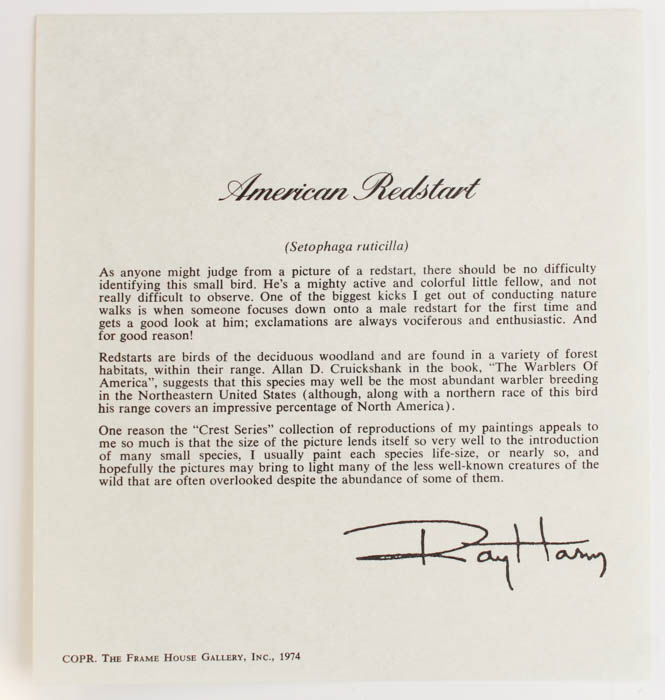 American Redstart
(Setophaga ruticilla)
As anyone might judge from a picture of a redstart, there should be no difficulty
identifying this small bird. He's a mighty active and colorful little fellow, and not
really difficult to observe. One of the biggest kicks I get out of conducting nature
walks is when someone focuses down onto a male redstart for the first time and
gets a good look at him; exclamations are always vociferous and enthusiastic. And
for good reason!
Redstarts are birds of the deciduous woodland and are found in a variety of forest
habitats, within their range. Allan D. Cruickshank in the book, "The Warblers Of
America", suggests that this species may well be the most abundant warbler breeding
in the Northeastern United States (although, along with a northern race of this bird
his range covers an impressive percentage of North America).
One reason the "Crest Series" collection of reproductions of my paintings appeals to
me so much is that the size of the picture lends itself so very well to the introduction
of many small species, I usually paint each species life-size, or nearly so, and
hopefully the pictures may bring to light many of the less well-known creatures of the
wild that are often overlooked despite the abundance of some of them.
Ray Harm
COPR. THE FRAME HOUSE GALLERY, INC., 1974